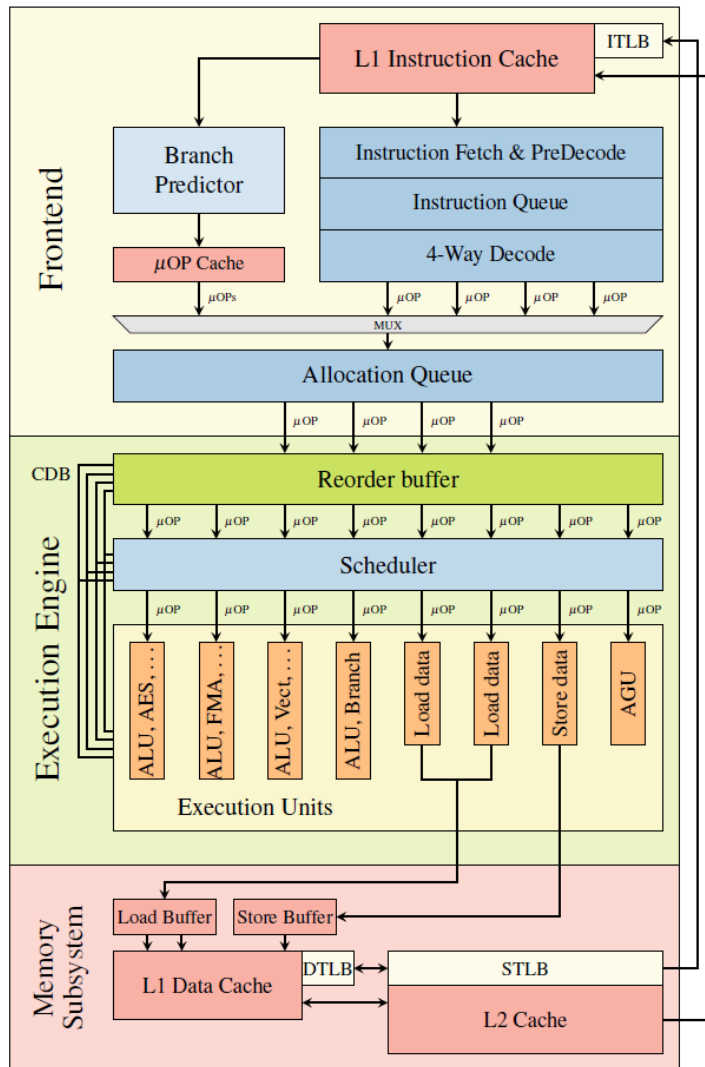 Frontend
L1 Instruction Cache
ITLB
Branch
Predictor
Instruction Fetch & PreDecode
Instruction Queue
4-Way Decode
μOP Cache
μOPs
μOP
μOP
μOP
μOP
MUX
Allocation Queue
μOP
μOP
μOP
μOP
Execution Engine
CDB
Reorder buffer
μOP
μOP
μOP
μOP
μOP
μOP
μOP
μOP
Scheduler
μOP
μOP
μOP
μOP
μOP
μOP
μOP
μOP
ALU, AES, …
ALU, FMA, …
ALU, Vect, …
ALU, Branch
Load data
Load data
Store data
AGU
Execution Units
Memory
Subsystem
Load Buffer
Store Buffer
L1 Data Cache
DTLB
STLB
L2 Cache